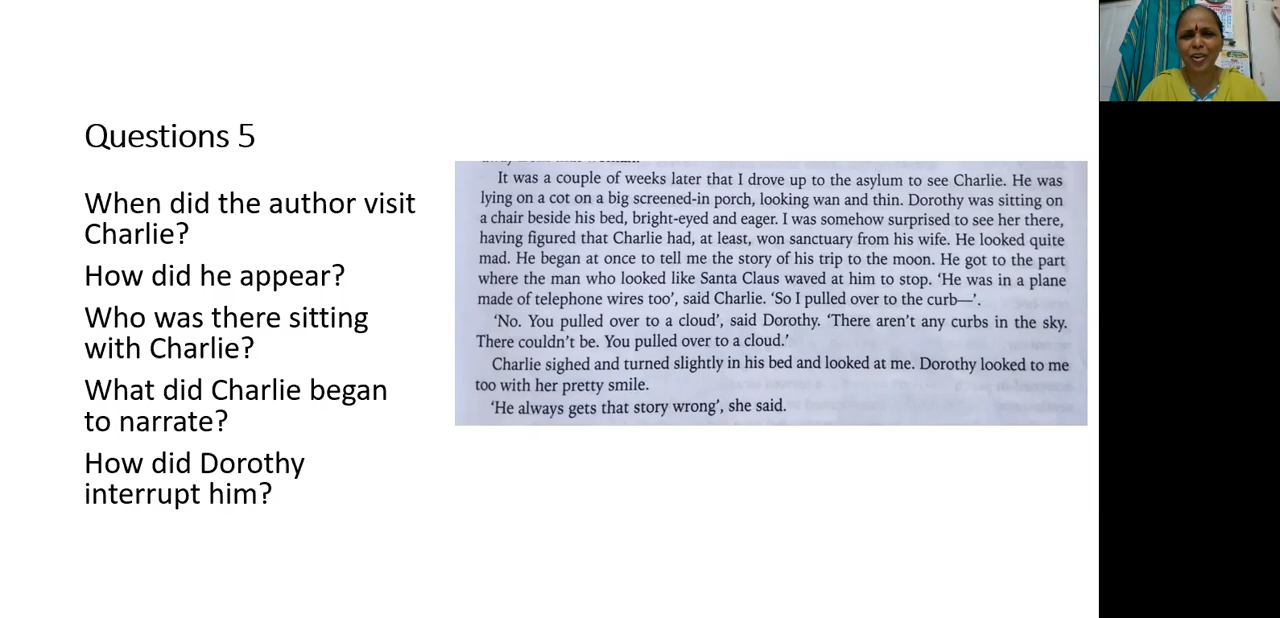 Questions 5
When did the author visit
Charlie?
How did he appear?
Who was there sitting
with Charlie?
What did Charlie began
to narrate?
How did Dorothy
interrupt him?
It was a couple of weeks later that I drove up to the asylum to see Charlie. He was
lying on a cot on a big screened-in porch, looking wan and thin. Dorothy was sitting on
a chair beside his bed, bright-eyed and eager. I was somehow surprised to see her there,
having figured that Charlie had, at least, won sanctuary from his wife. He looked quite
mad. He began at once to tell me the story of his trip to the moon. He got to the part
where the man who looked like Santa Claus waved at him to stop. ‘He was in a plane
made of telephone wires too’, said Charlie. ‘So I pulled over to the curb—’.
‘No. You pulled over to a cloud’, said Dorothy. ‘There aren’t any curbs in the sky.
There couldn’t be. You pulled over to a cloud.’
Charlie sighed and turned slightly in his bed and looked at me. Dorothy looked to me
too with her pretty smile.
‘He always gets that story wrong’, she said.